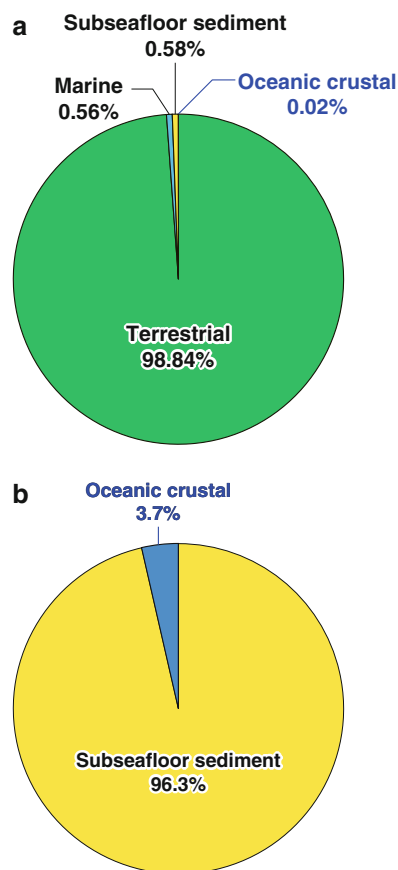 a
Subseafloor sediment
0.58%
Marine
0.56%
Oceanic crustal
0.02%
Terrestrial
98.84%
b
Oceanic crustal
3.7%
Subseafloor sediment
96.3%